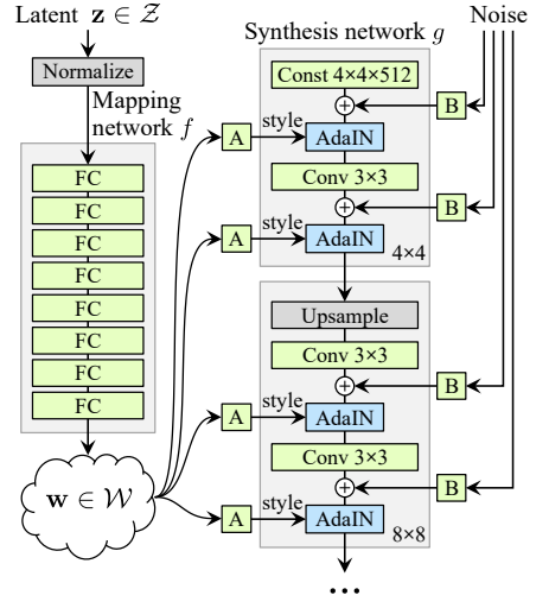 Latent z ∈ 𝒵
Normalize
Mapping
network f
FC
FC
FC
FC
FC
FC
FC
FC
w ∈ 𝒲
Synthesis network g
Noise
Const 4×4×512
+
B
A
style
AdaIN
Conv 3×3
+
B
A
style
AdaIN
4×4
Upsample
Conv 3×3
+
B
A
style
AdaIN
Conv 3×3
+
B
A
style
AdaIN
8×8
...